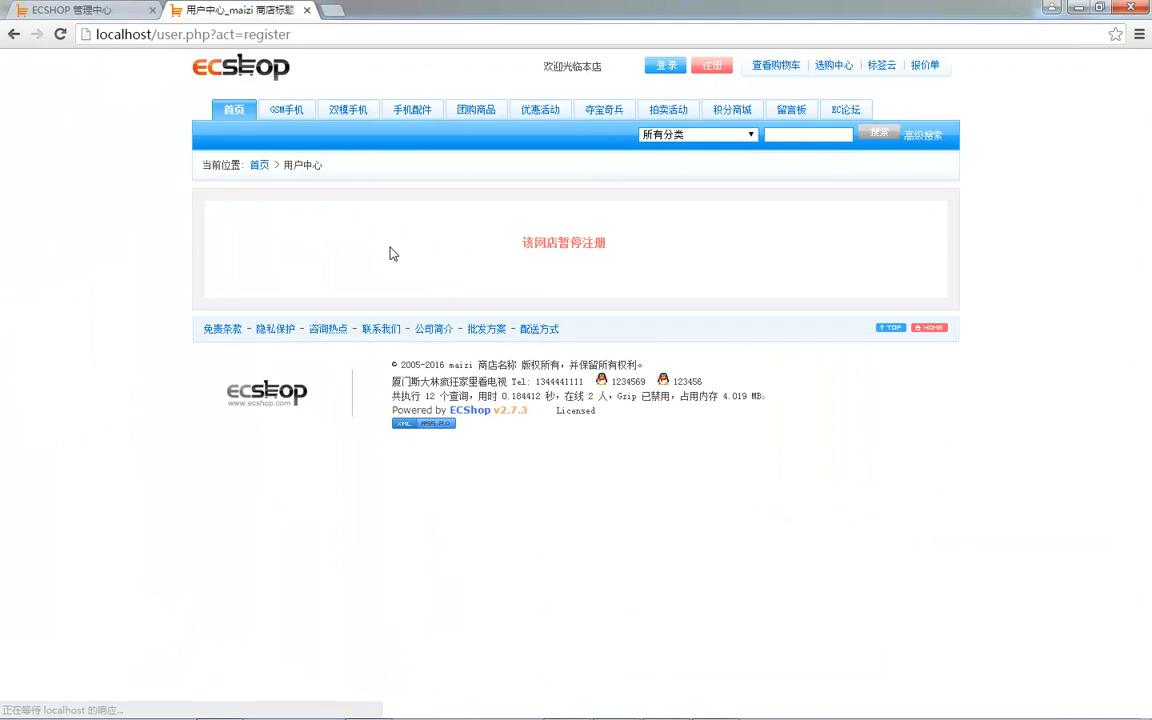 ECSHOP 管理中心
用户中心_maizi 商店标题
localhost/user.php?act=register
ecshop
欢迎光临本店
登录
注册
查看购物车 | 选购中心 | 标签云 | 报价单
首页 GSM手机 双模手机 手机配件 团购商品 优惠活动 夺宝奇兵 拍卖活动 积分商城 留言板 EC论坛
所有分类
搜索
高级搜索
当前位置: 首页 > 用户中心
该网店暂停注册
免责条款 - 隐私保护 - 咨询热点 - 联系我们 - 公司简介 - 批发方案 - 配送方式
TOP
HOME
ecshop
www.ecshop.com
© 2005-2016 maizi 商店名称 版权所有，并保留所有权利。
厦门斯大林疯狂家里看电视 Tel: 1344441111 1234569 123456
共执行 12 个查询，用时 0.184412 秒，在线 2 人，Gzip 已禁用，占用内存 4.019 MB。
Powered by ECShop v2.7.3 Licensed
XML RSS 2.0
正在等待 localhost 的响应...